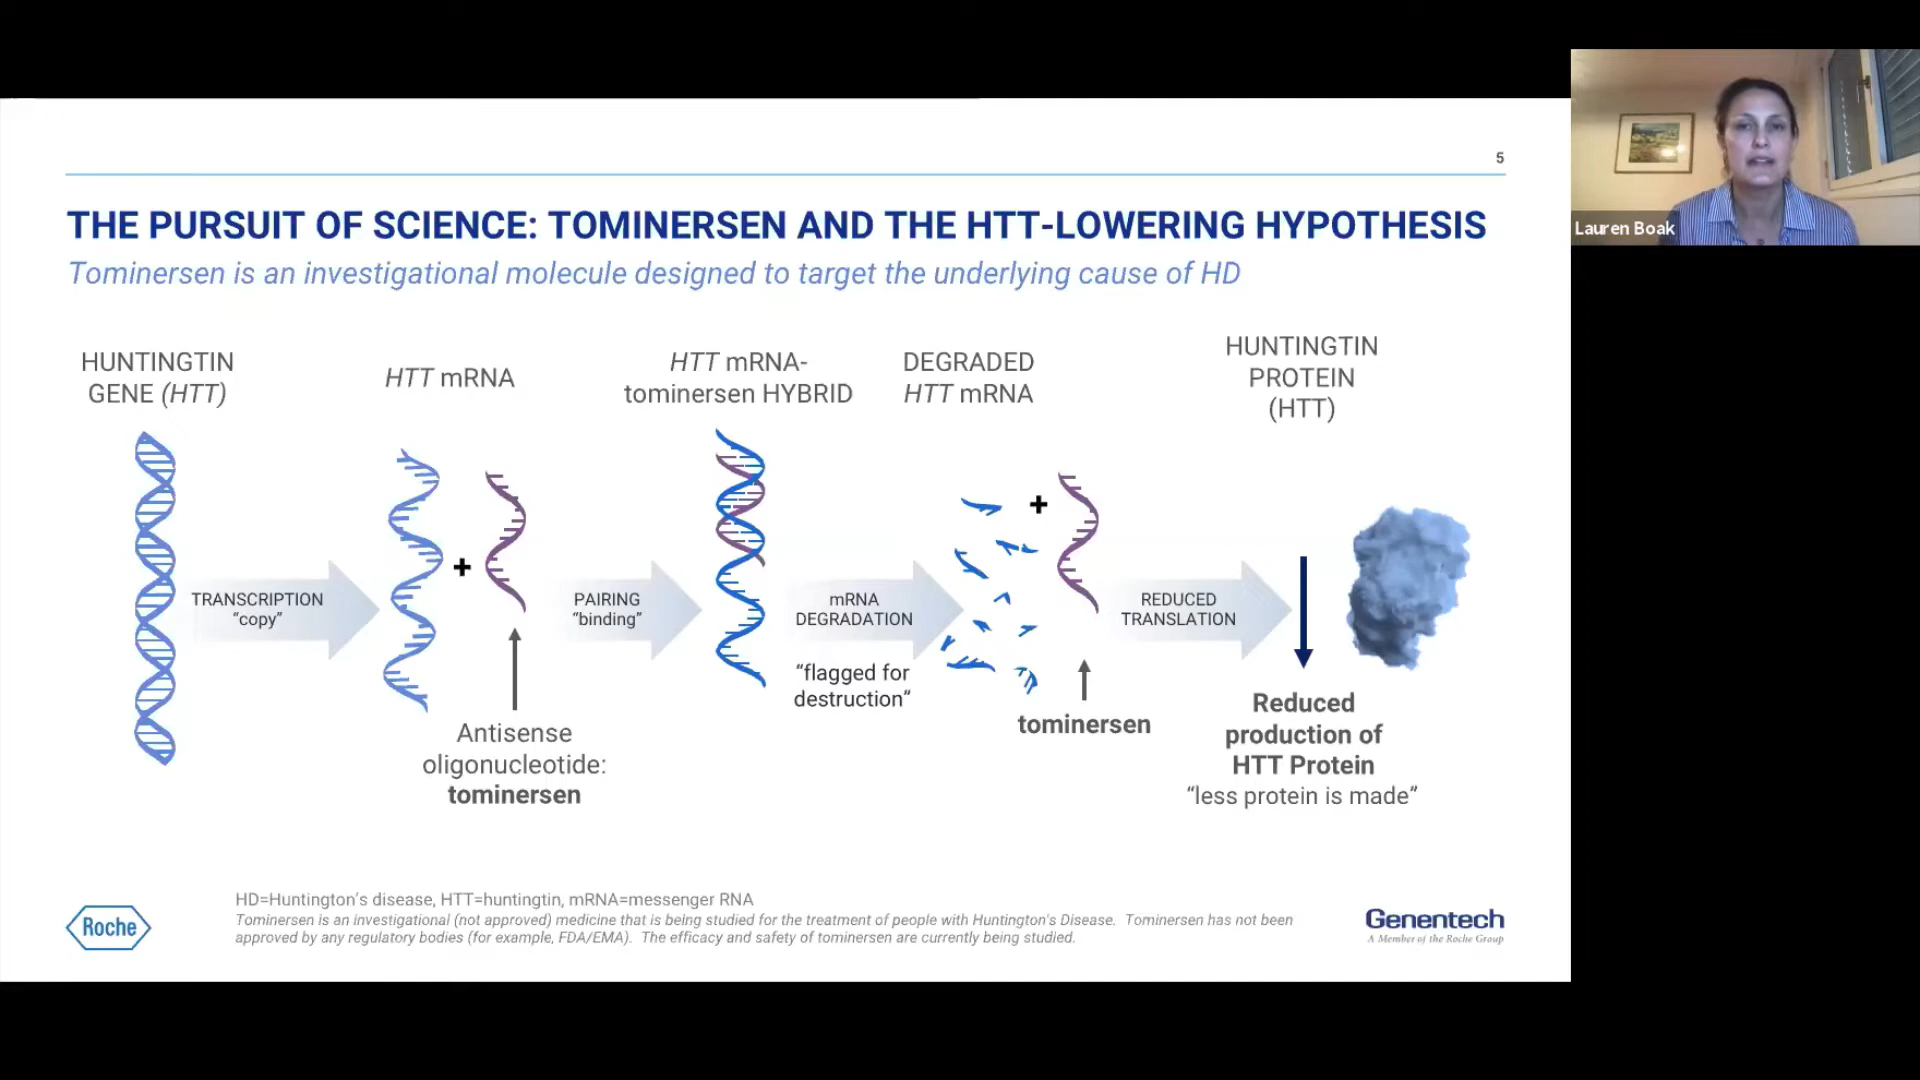 5
THE PURSUIT OF SCIENCE: TOMINERSEN AND THE HTT-LOWERING HYPOTHESIS
Tominersen is an investigational molecule designed to target the underlying cause of HD
HUNTINGTIN
GENE (HTT)
HTT mRNA
HTT mRNA-
tominersen HYBRID
DEGRADED
HTT mRNA
HUNTINGTIN
PROTEIN
(HTT)
TRANSCRIPTION
“copy”
+
PAIRING
“binding”
mRNA
DEGRADATION
“flagged for
destruction”
+
REDUCED
TRANSLATION
Antisense
oligonucleotide:
tominersen
tominersen
Reduced
production of
HTT Protein
“less protein is made”
HD=Huntington’s disease, HTT=huntingtin, mRNA=messenger RNA
Tominersen is an investigational (not approved) medicine that is being studied for the treatment of people with Huntington's Disease. Tominersen has not been
approved by any regulatory bodies (for example, FDA/EMA). The efficacy and safety of tominersen are currently being studied.
Roche
Genentech
A Member of the Roche Group
Lauren Boak